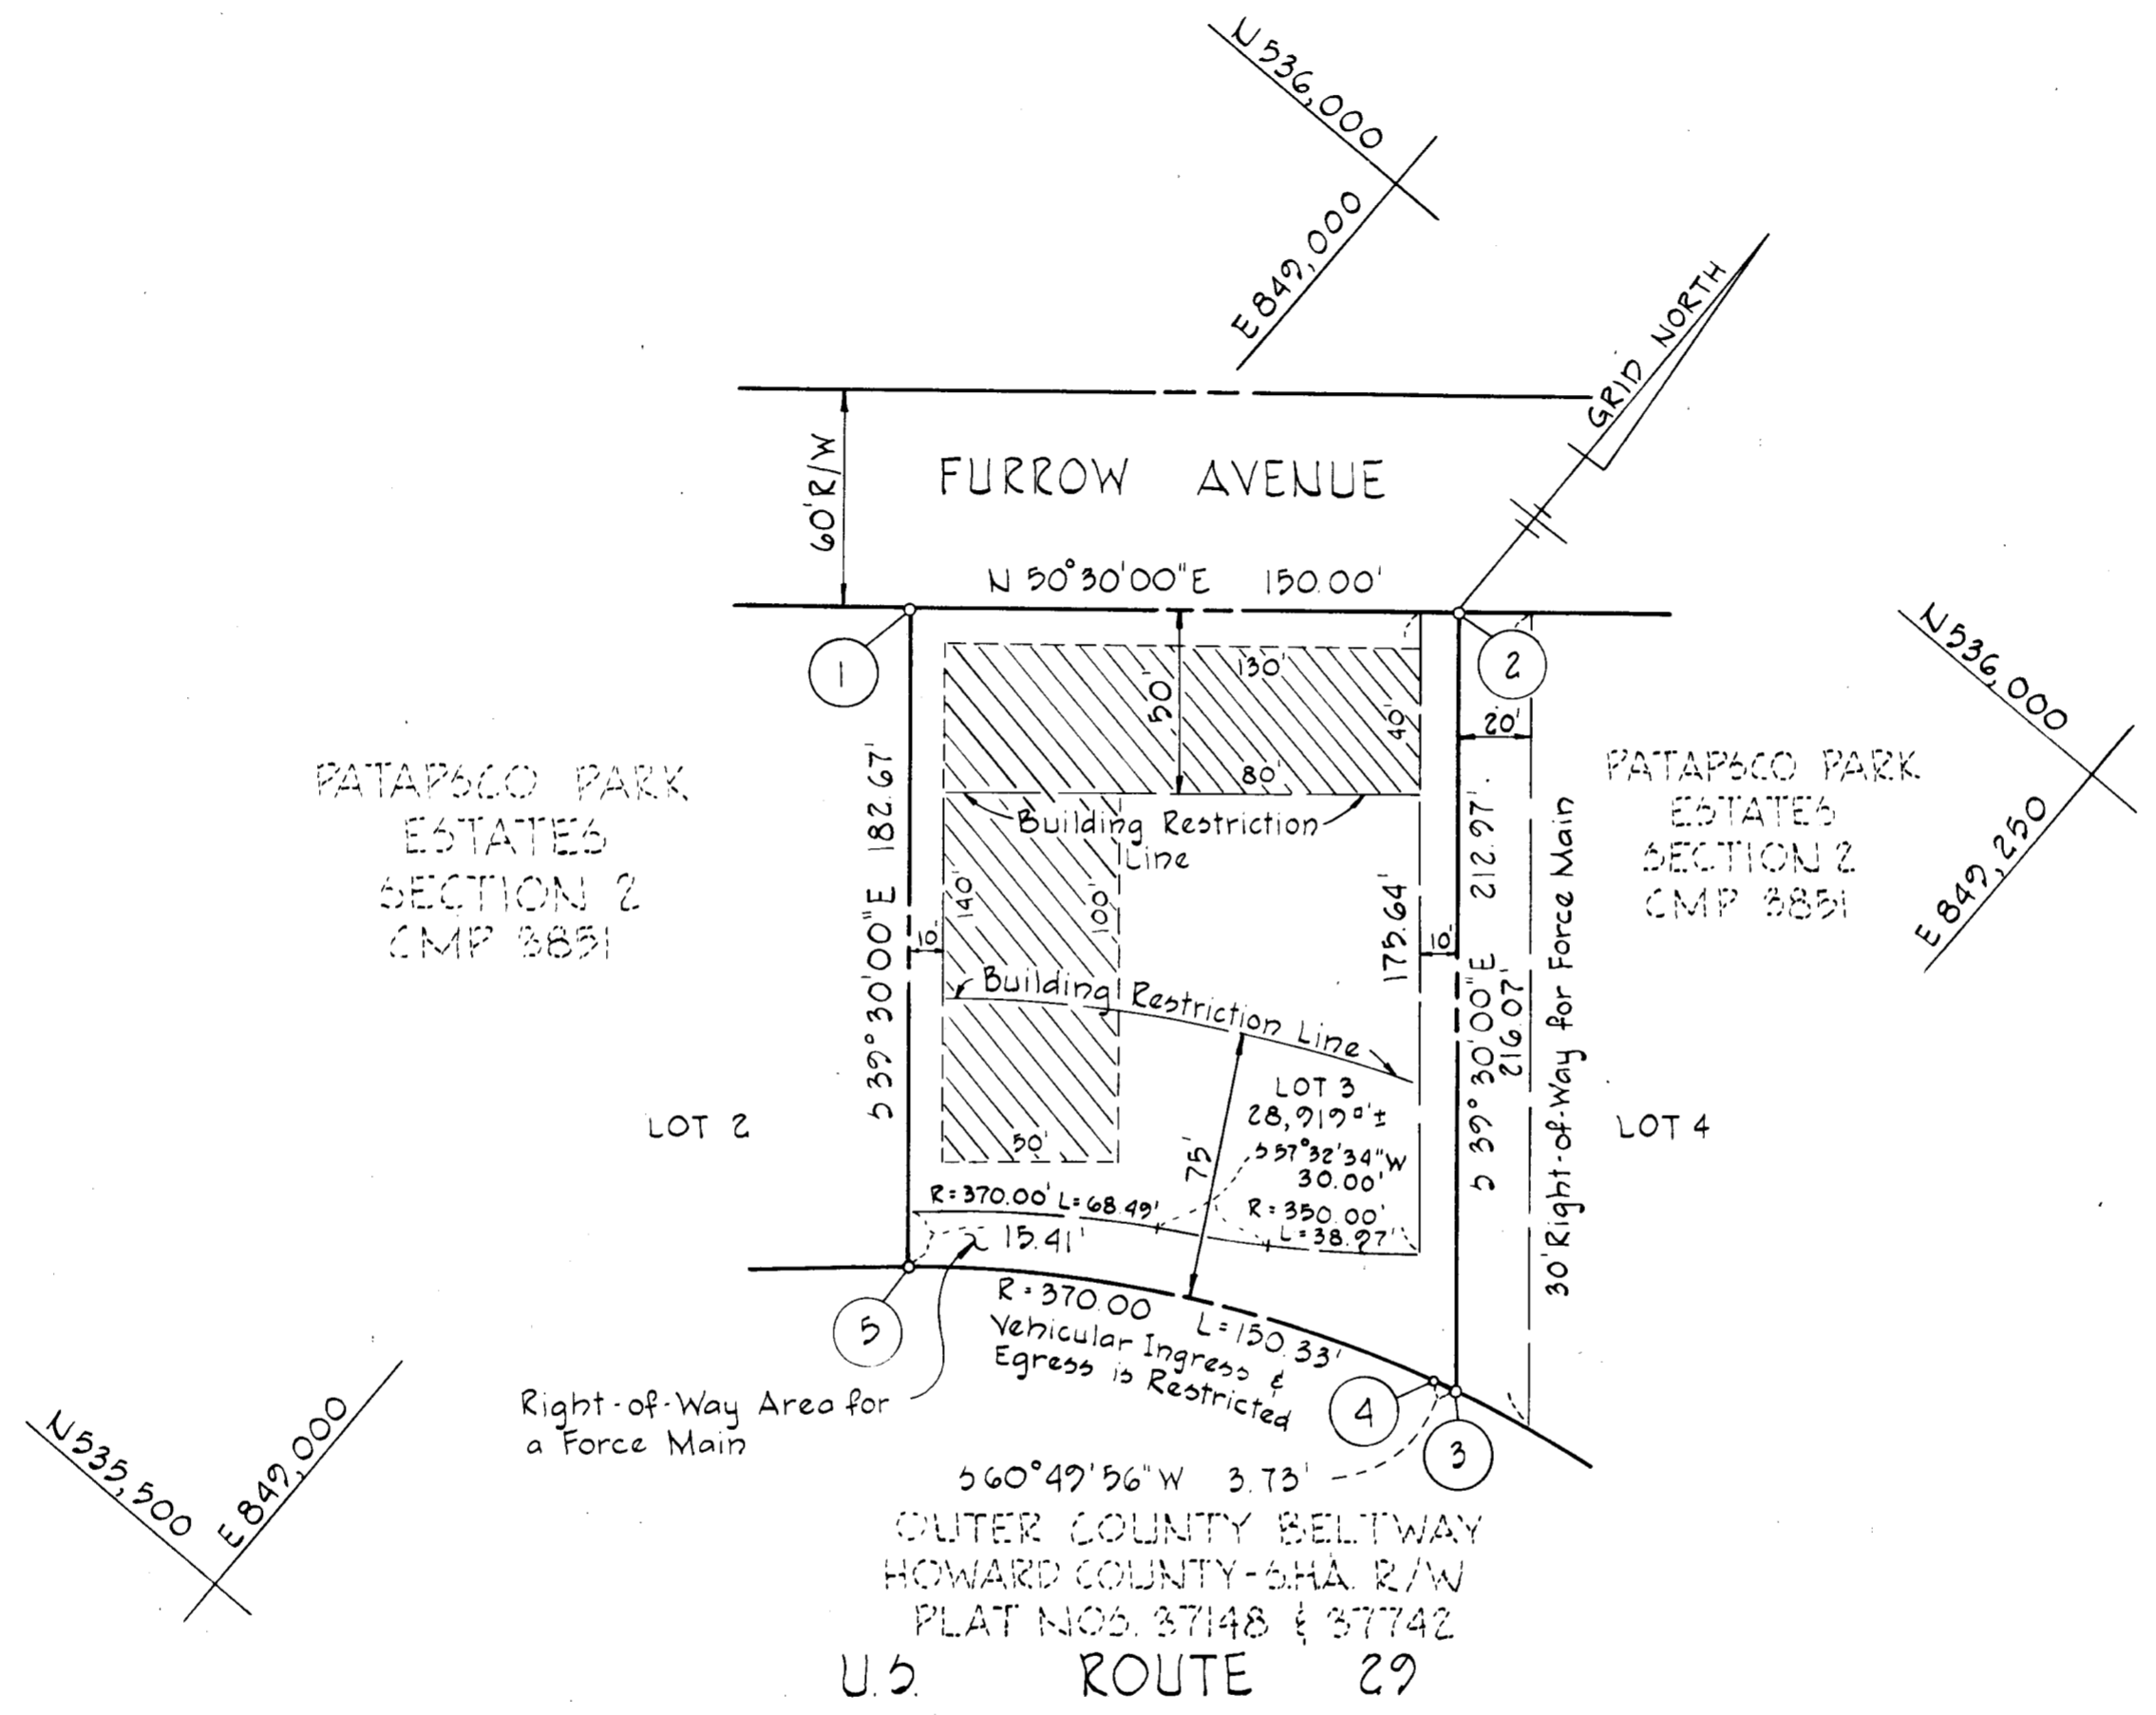 N 536,000
E 849,000
GRID NORTH
60' R/W
FURROW AVENUE
N 50°30'00"E 150.00'
1
2
N 536,000
E 849,250
130'
50'
40'
20'
80'
PATAPSCO PARK
ESTATES
SECTION 2
CMP 3851
PATAPSCO PARK
ESTATES
SECTION 2
CMP 3851
Building Restriction
Line
S 39° 30' 00"E 182.67'
10'
140'
100'
175.64'
10'
S 39° 30' 00"E 212.97'
216.07'
30' Right-of-Way for Force Main
Building Restriction Line
LOT 2
LOT 3
28,919 □'±
LOT 4
50'
75'
S 57°32'34"W
30.00'
R=370.00' L=68.49'
R=350.00'
L=38.97'
15.41'
5
R=370.00 L=150.33'
Vehicular Ingress &
Egress is Restricted
4
3
Right-of-Way Area for
a Force Main
N 535,500
E 849,000
S 60°49'56"W 3.73'
OUTER COUNTY BELTWAY
HOWARD COUNTY-S.H.A. R/W
PLAT NOS. 37148 & 37742
U.S. ROUTE 29